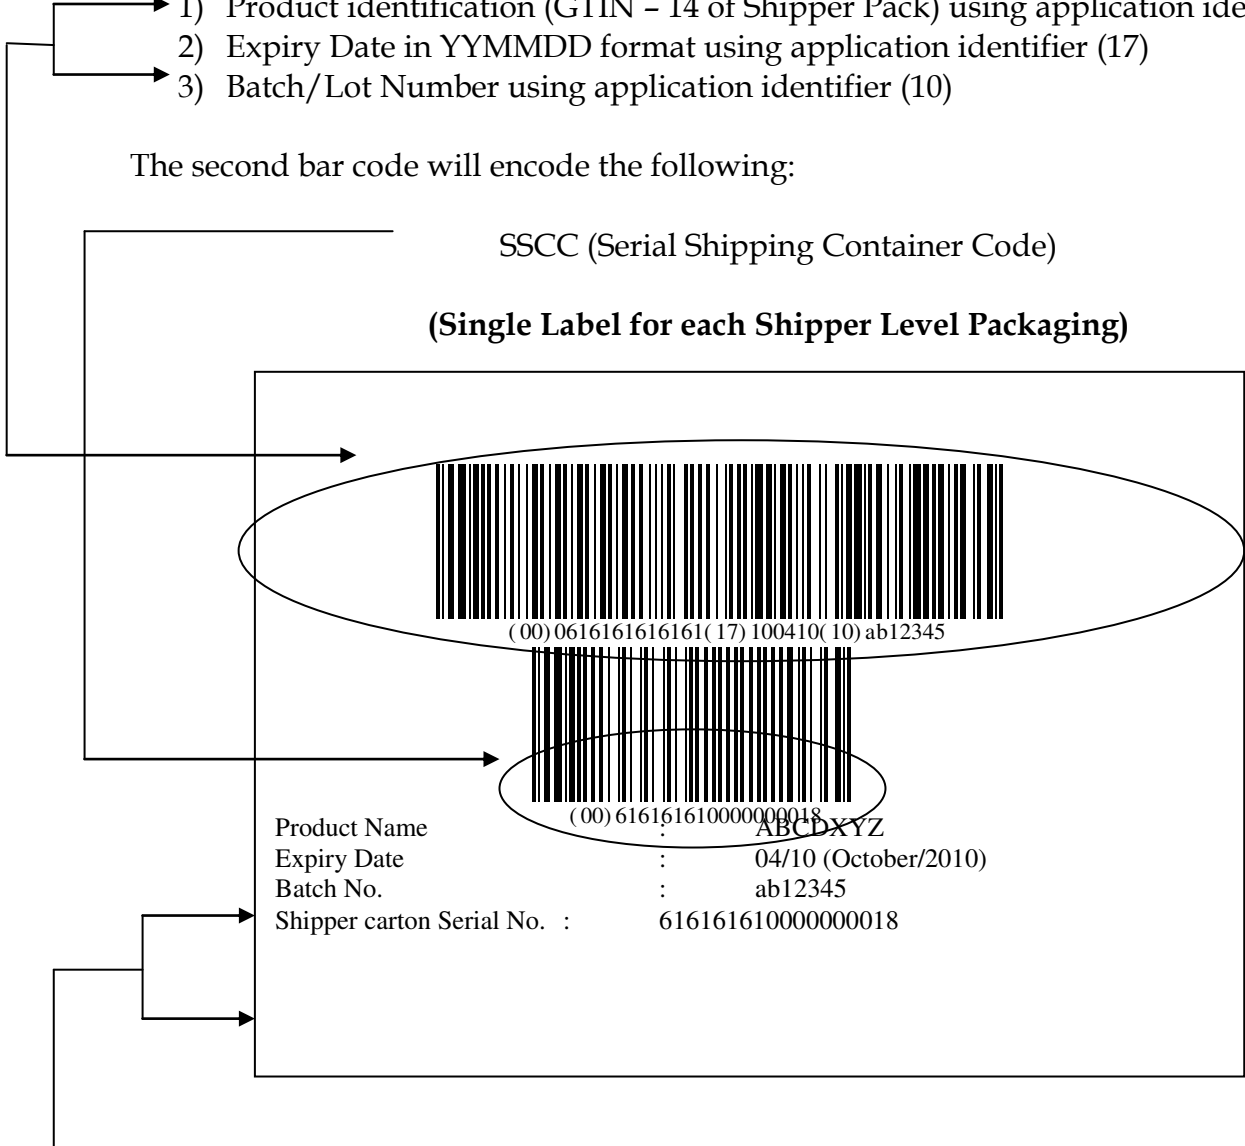 1) Product identification (GTIN – 14 of Shipper Pack) using application ide
2) Expiry Date in YYMMDD format using application identifier (17)
3) Batch/Lot Number using application identifier (10)
The second bar code will encode the following:
SSCC (Serial Shipping Container Code)
(Single Label for each Shipper Level Packaging)
(00)0616161616161(17)100410(10)ab12345
(00)616161610000000018
Product Name : ABCDXYZ
Expiry Date : 04/10 (October/2010)
Batch No. : ab12345
Shipper carton Serial No. : 616161610000000018